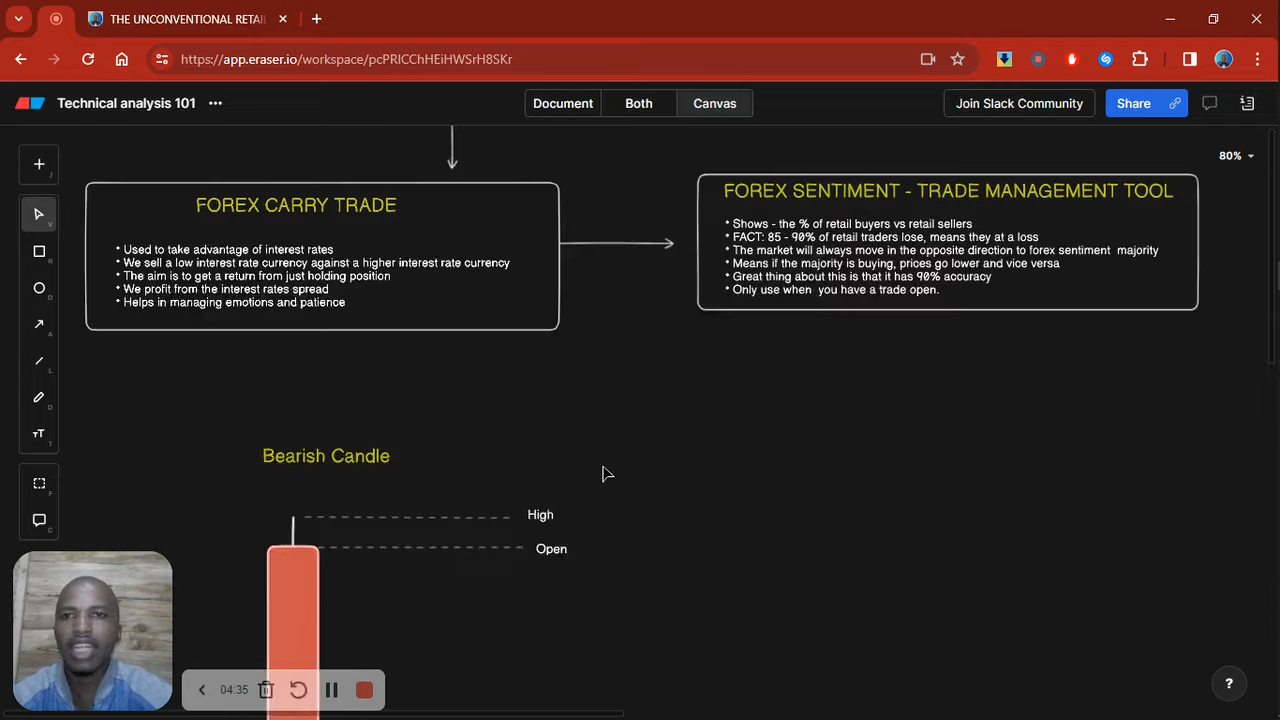 THE UNCONVENTIONAL RETAI
https://app.eraser.io/workspace/pcPRlCChHEiHWSrH8SKr
Technical analysis 101
Document
Both
Canvas
Join Slack Community
Share
80%
FOREX CARRY TRADE
• Used to take advantage of interest rates
• We sell a low interest rate currency against a higher interest rate currency
• The aim is to get a return from just holding position
• We profit from the interest rates spread
• Helps in managing emotions and patience
FOREX SENTIMENT - TRADE MANAGEMENT TOOL
• Shows - the % of retail buyers vs retail sellers
• FACT: 85 - 90% of retail traders lose, means they at a loss
• The market will always move in the opposite direction to forex sentiment majority
• Means if the majority is buying, prices go lower and vice versa
• Great thing about this is that it has 90% accuracy
• Only use when you have a trade open.
Bearish Candle
High
Open
04:35
?